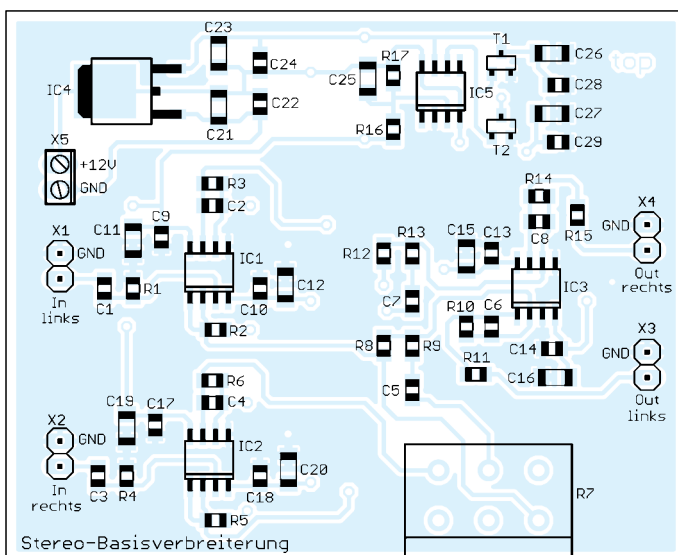 C23
T1
C26
top
R17
C24
C25
IC4
C28
IC5
C22
C27
C21
R16
T2
C29
X5
+12V
GND
R3
R14
X4
C2
C11
C9
GND
X1
C8
R15
R13
C15
C13
GND
R12
IC1
Out
rechts
C12
IC3
C1
R1
C10
C7
In
links
R10
C6
X3
R2
R8
R9
C14
GND
R11
R6
C16
C4
C5
Out
links
C19
C17
X2
GND
IC2
C20
R7
C3
R4
C18
In
rechts
R5
Stereo-Basisverbreiterung